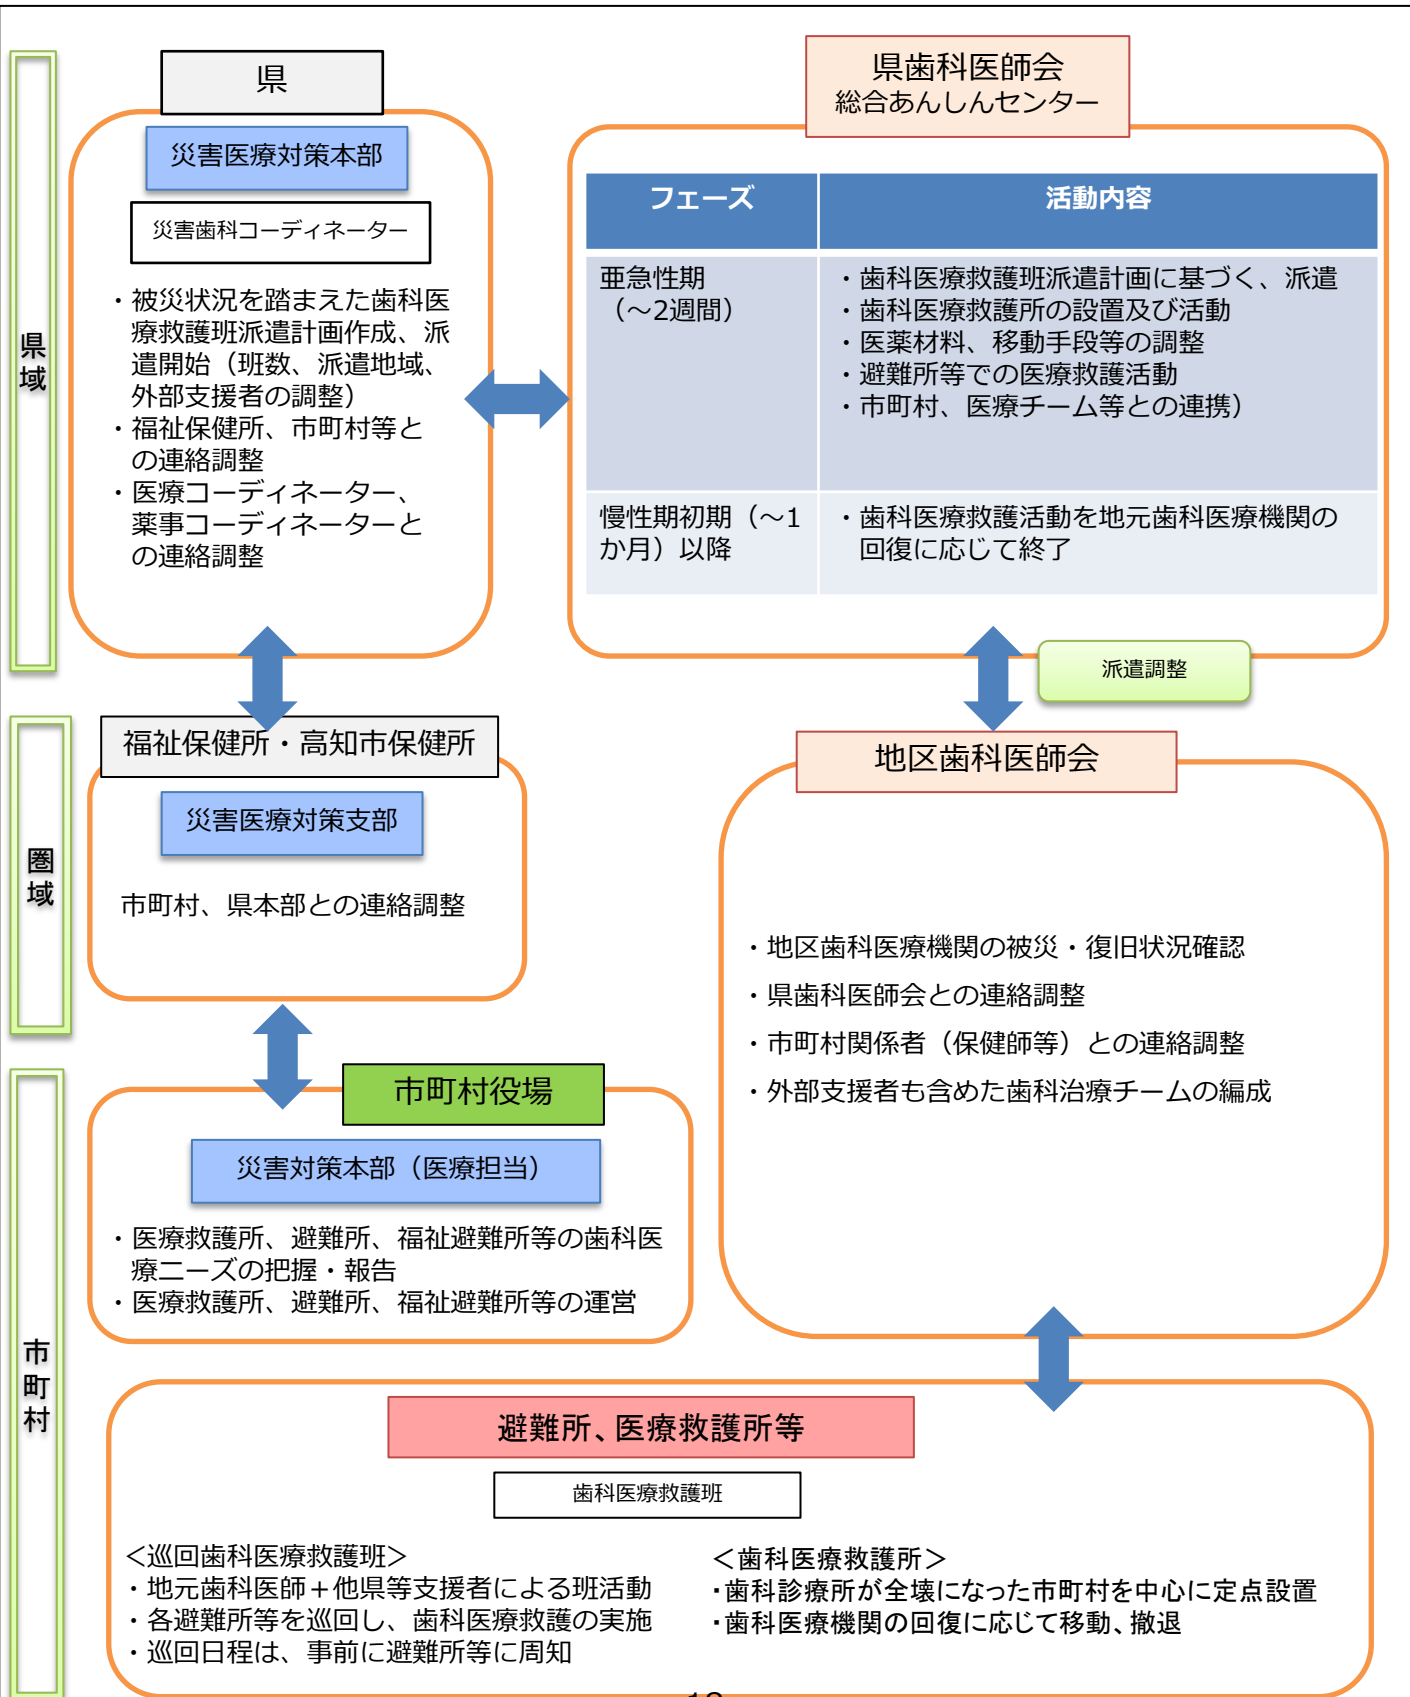 県域
県
災害医療対策本部
災害歯科コーディネーター
・被災状況を踏まえた歯科医
療救護班派遣計画作成、派
遣開始（班数、派遣地域、
外部支援者の調整）
・福祉保健所、市町村等と
の連絡調整
・医療コーディネーター、
薬事コーディネーターと
の連絡調整
県歯科医師会
総合あんしんセンター
フェーズ 活動内容
亜急性期
（～2週間）
・歯科医療救護班派遣計画に基づく、派遣
・歯科医療救護所の設置及び活動
・医薬材料、移動手段等の調整
・避難所等での医療救護活動
・市町村、医療チーム等との連携）
慢性期初期（～1
か月）以降
・歯科医療救護活動を地元歯科医療機関の
回復に応じて終了
派遣調整
圏域
福祉保健所・高知市保健所
災害医療対策支部
市町村、県本部との連絡調整
地区歯科医師会
・地区歯科医療機関の被災・復旧状況確認
・県歯科医師会との連絡調整
・市町村関係者（保健師等）との連絡調整
・外部支援者も含めた歯科治療チームの編成
市町村
市町村役場
災害対策本部（医療担当）
・医療救護所、避難所、福祉避難所等の歯科医
療ニーズの把握・報告
・医療救護所、避難所、福祉避難所等の運営
避難所、医療救護所等
歯科医療救護班
＜巡回歯科医療救護班＞
・地元歯科医師＋他県等支援者による班活動
・各避難所等を巡回し、歯科医療救護の実施
・巡回日程は、事前に避難所等に周知
＜歯科医療救護所＞
・歯科診療所が全壊になった市町村を中心に定点設置
・歯科医療機関の回復に応じて移動、撤退